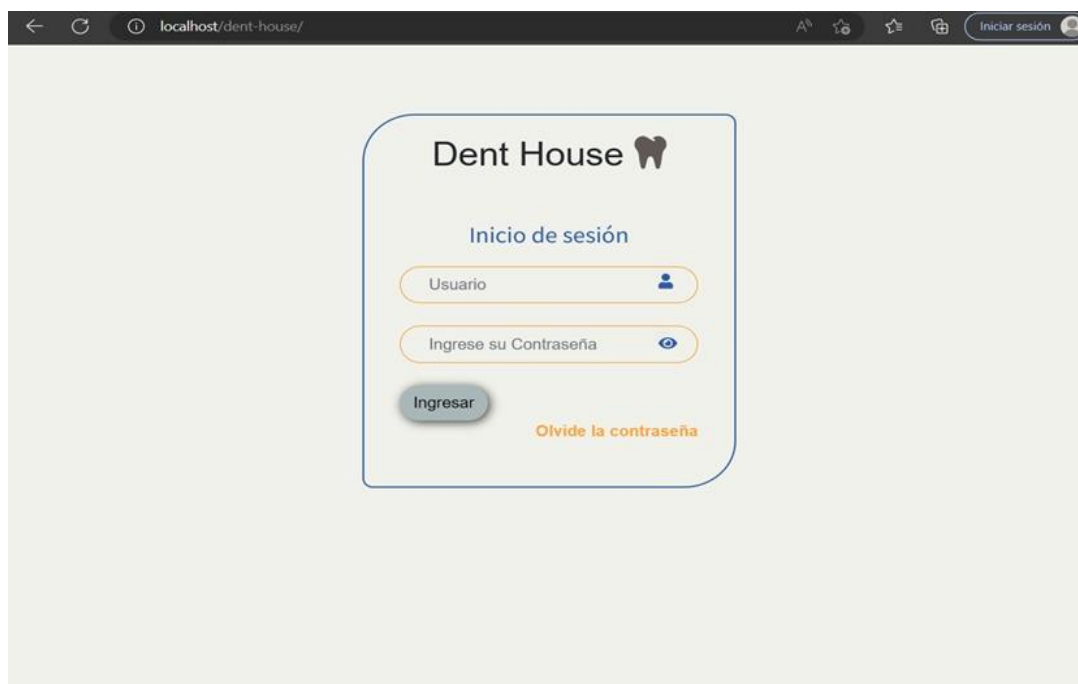 localhost/dent-house/
Iniciar sesión
Dent House
Inicio de sesión
Usuario
Ingrese su Contraseña
Ingresar
Olvide la contraseña